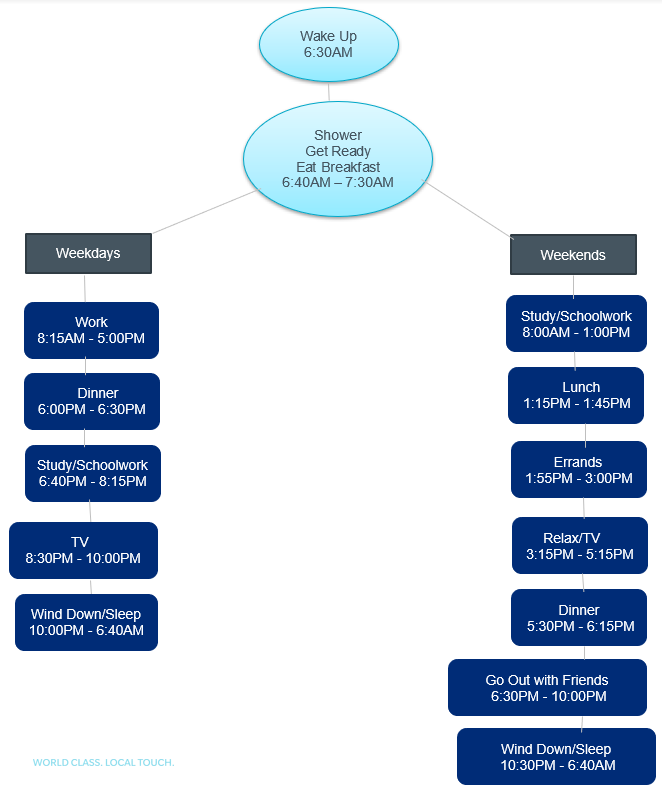 Wake Up
6:30AM
Shower
Get Ready
Eat Breakfast
6:40AM – 7:30AM
Weekdays
Work
8:15AM - 5:00PM
Dinner
6:00PM - 6:30PM
Study/Schoolwork
6:40PM - 8:15PM
TV
8:30PM - 10:00PM
Wind Down/Sleep
10:00PM - 6:40AM
Weekends
Study/Schoolwork
8:00AM - 1:00PM
Lunch
1:15PM - 1:45PM
Errands
1:55PM - 3:00PM
Relax/TV
3:15PM - 5:15PM
Dinner
5:30PM - 6:15PM
Go Out with Friends
6:30PM - 10:00PM
Wind Down/Sleep
10:30PM - 6:40AM
WORLD CLASS. LOCAL TOUCH.